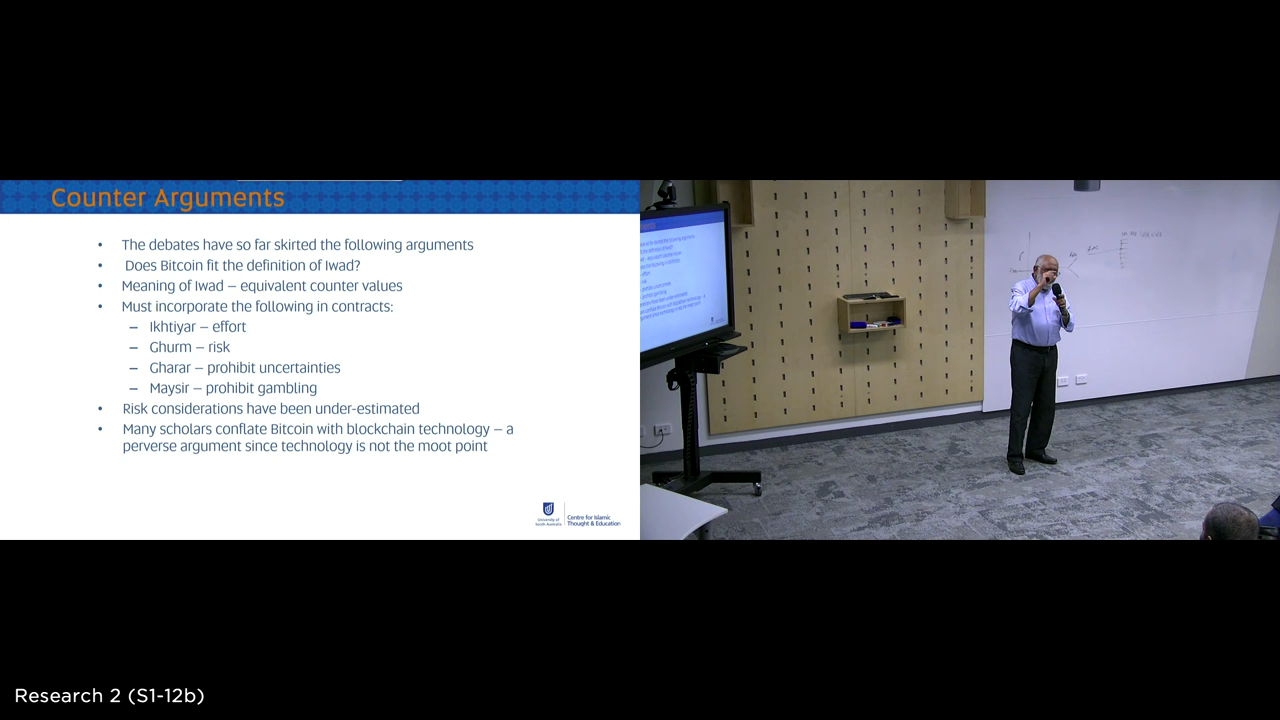 Counter Arguments
• The debates have so far skirted the following arguments
• Does Bitcoin fit the definition of Iwad?
• Meaning of Iwad – equivalent counter values
• Must incorporate the following in contracts:
– Ikhtiyar – effort
– Ghurm – risk
– Gharar – prohibit uncertainties
– Maysir – prohibit gambling
• Risk considerations have been under-estimated
• Many scholars conflate Bitcoin with blockchain technology – a
perverse argument since technology is not the moot point
University of
South Australia
Centre for Islamic
Thought & Education
Research 2 (S1-12b)